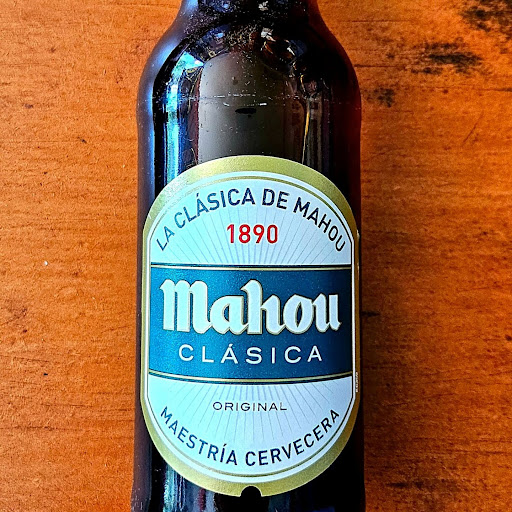 LA CLÁSICA DE MAHOU
1890
Mahou
CLÁSICA
ORIGINAL
MAESTRÍA CERVECERA